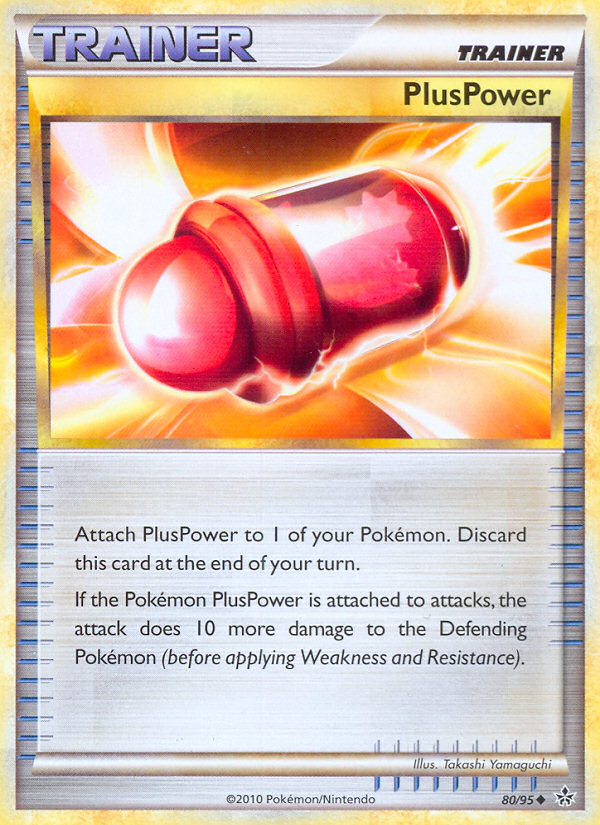 TRAINER
TRAINER
PlusPower
Attach PlusPower to 1 of your Pokémon. Discard
this card at the end of your turn.
If the Pokémon PlusPower is attached to attacks, the
attack does 10 more damage to the Defending
Pokémon (before applying Weakness and Resistance).
Illus. Takashi Yamaguchi
©2010 Pokémon/Nintendo
80/95